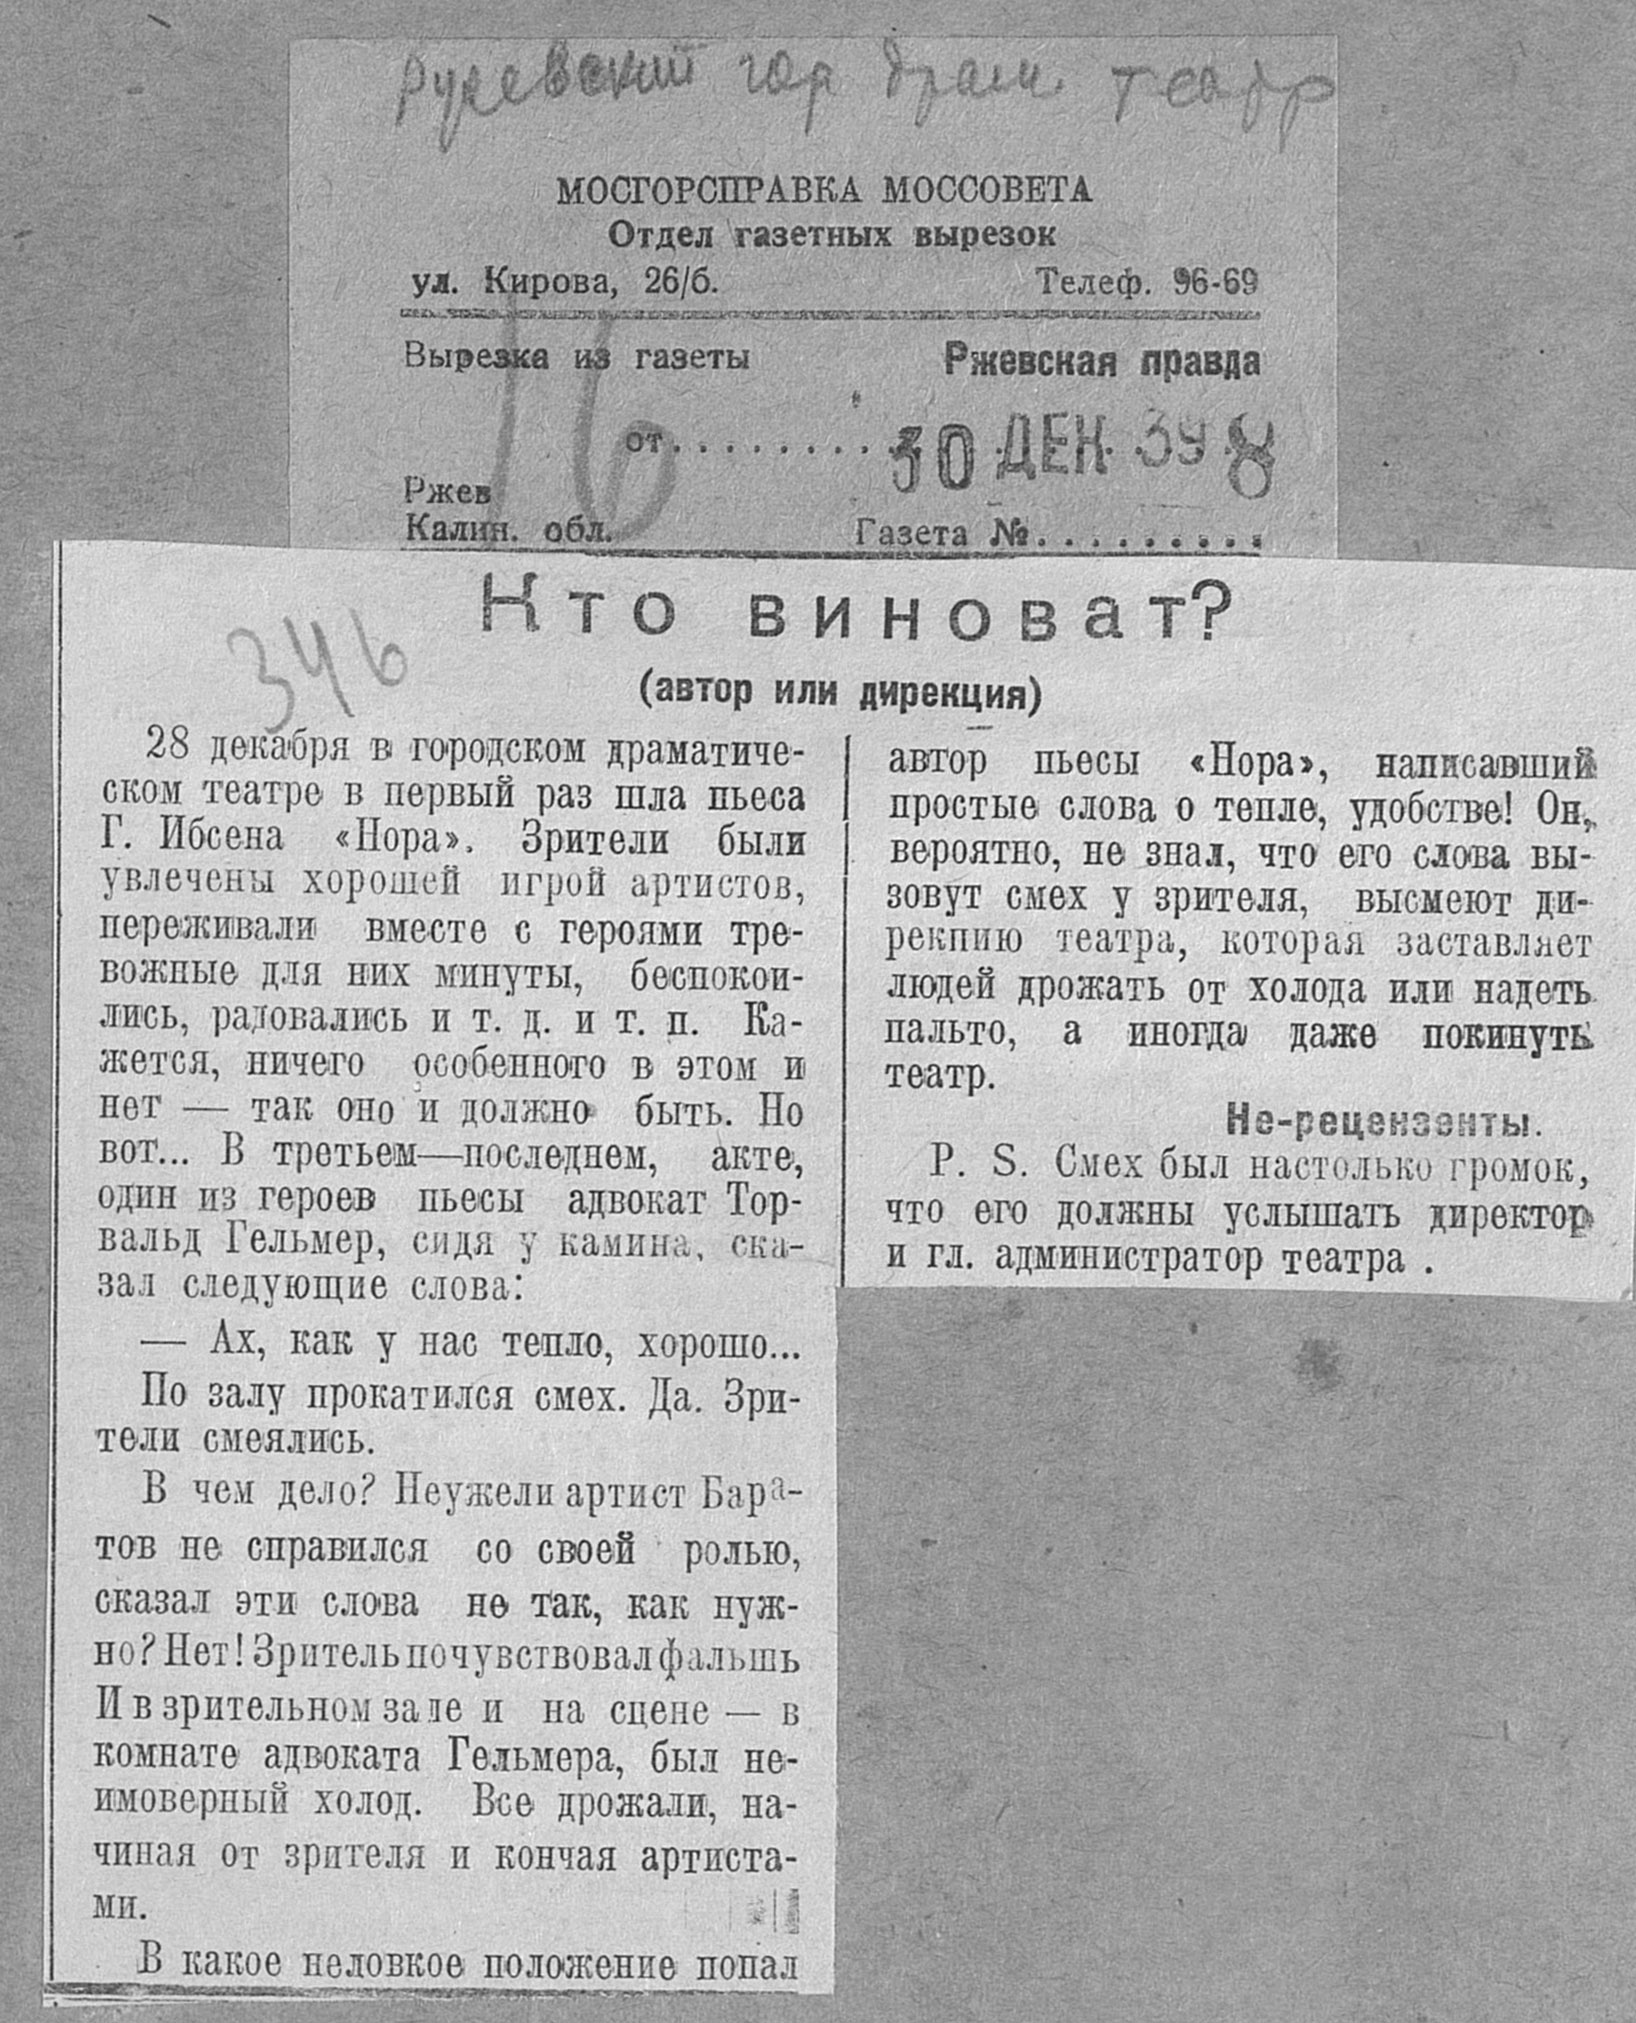 Ржевский гор драм театр
МОСГОРСПРАВКА МОССОВЕТА
Отдел газетных вырезок
ул. Кирова, 26/б. Телеф. 96-69
Вырезка из газеты Ржевская правда
16
от......... 30 ДЕК 39 8
Ржев
Калин. обл. Газета №.........
Кто виноват?
346
(автор или дирекция)
28 декабря в городском драматиче-
ском театре в первый раз шла пьеса
Г. Ибсена «Нора». Зрители были
увлечены хорошей игрой артистов,
переживали вместе с героями тре-
вожные для них минуты, беспокои-
лись, радовались и т. д. и т. п. Ка-
жется, ничего особенного в этом и
нет — так оно и должно быть. Но
вот... В третьем—последнем, акте,
один из героев пьесы адвокат Тор-
вальд Гельмер, сидя у камина, ска-
зал следующие слова:
— Ах, как у нас тепло, хорошо...
По залу прокатился смех. Да. Зри-
тели смеялись.
В чем дело? Неужели артист Бара-
тов не справился со своей ролью,
сказал эти слова не так, как нуж-
но? Нет! Зритель почувствовал фальшь
И в зрительном зале и на сцене — в
комнате адвоката Гельмера, был не-
имоверный холод. Все дрожали, на-
чиная от зрителя и кончая артиста-
ми.
В какое неловкое положение попал
автор пьесы «Нора», написавший
простые слова о тепле, удобстве! Он,
вероятно, не знал, что его слова вы-
зовут смех у зрителя, высмеют ди-
рекцию театра, которая заставляет
людей дрожать от холода или надеть
пальто, а иногда даже покинуть
театр.
Не-рецензенты.
P. S. Смех был настолько громок,
что его должны услышать директор
и гл. администратор театра .